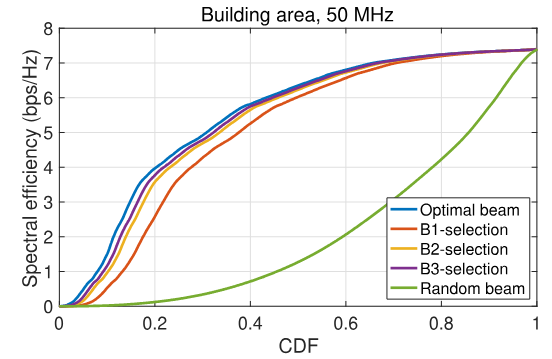 Building area, 50 MHz
Spectral efficiency (bps/Hz)
8
7
6
5
4
3
2
1
0
Optimal beam
B1-selection
B2-selection
B3-selection
Random beam
0 0.2 0.4 0.6 0.8 1
CDF